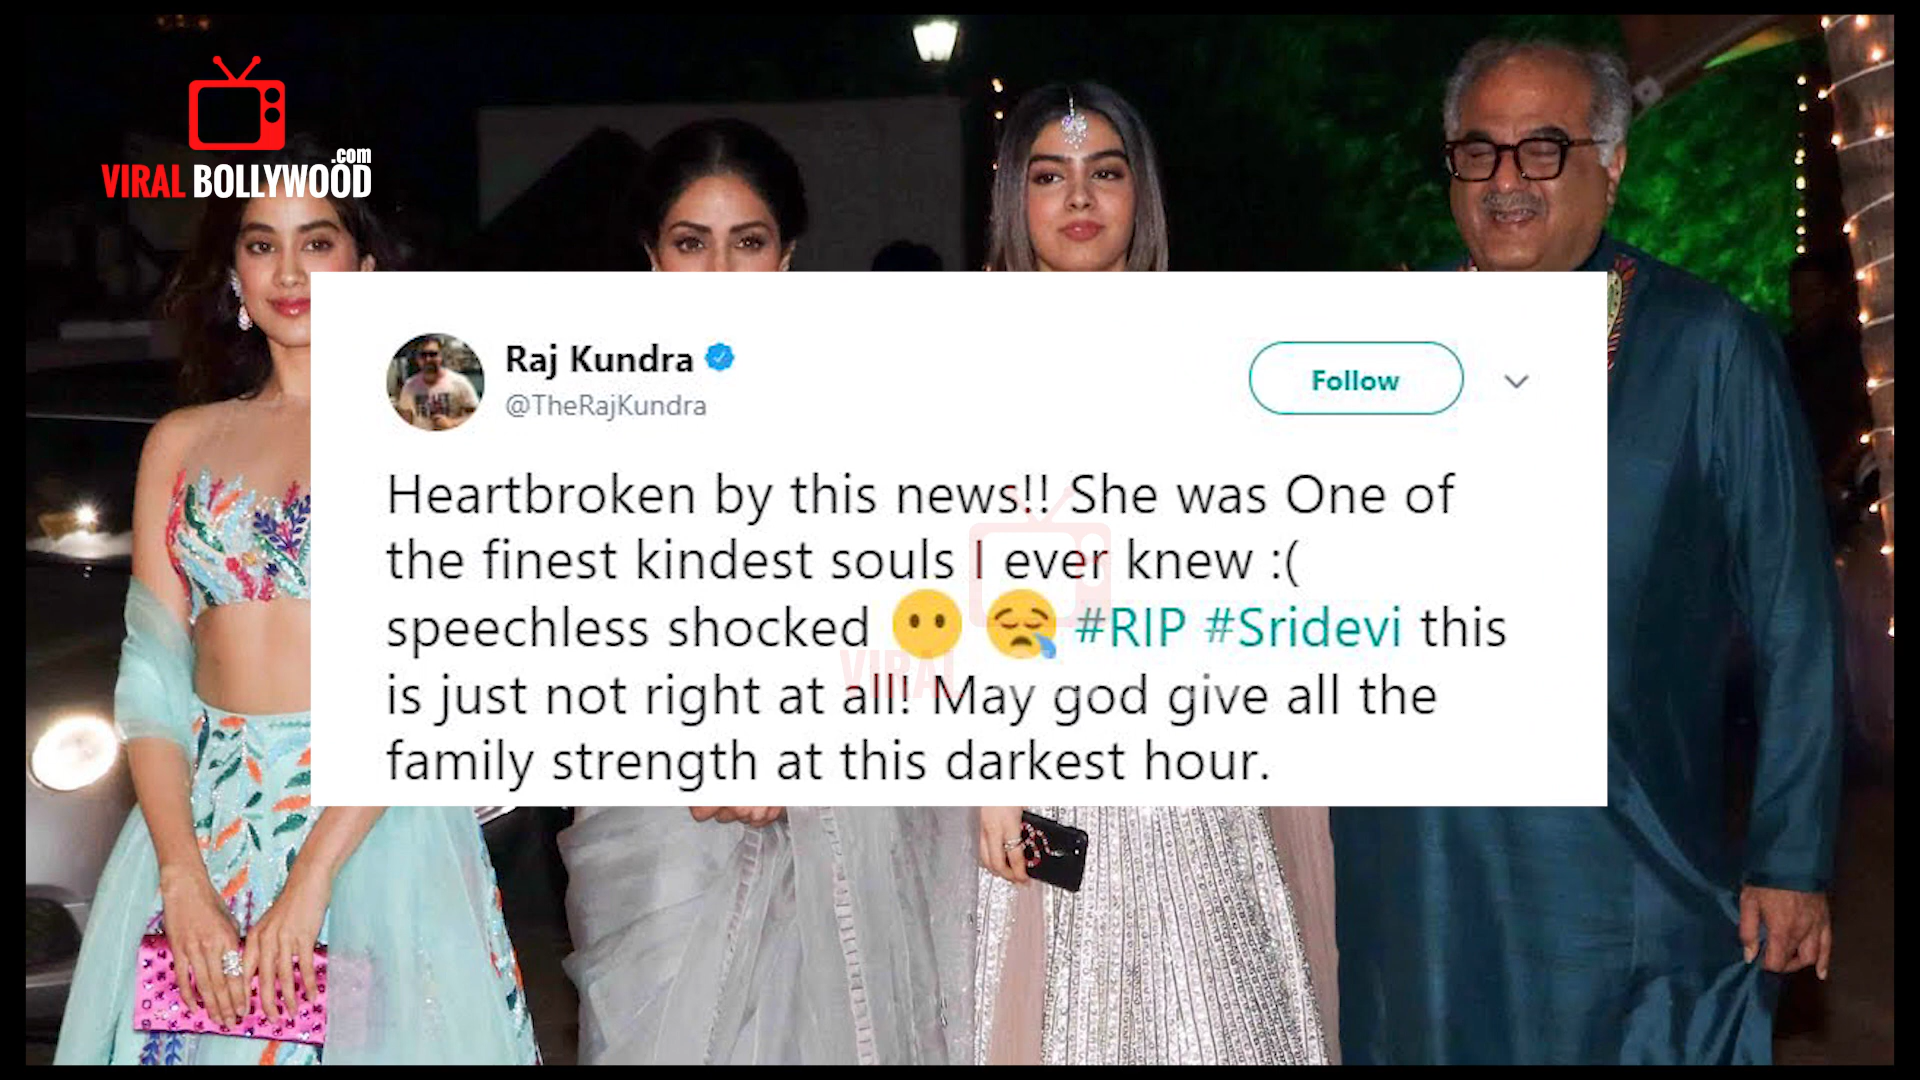 .com
VIRAL BOLLYWOOD
Raj Kundra
@TheRajKundra
Follow
Heartbroken by this news!! She was One of
the finest kindest souls I ever knew :(
speechless shocked 😶 😪 #RIP #Sridevi this
is just not right at all! May god give all the
family strength at this darkest hour.
VIRAL